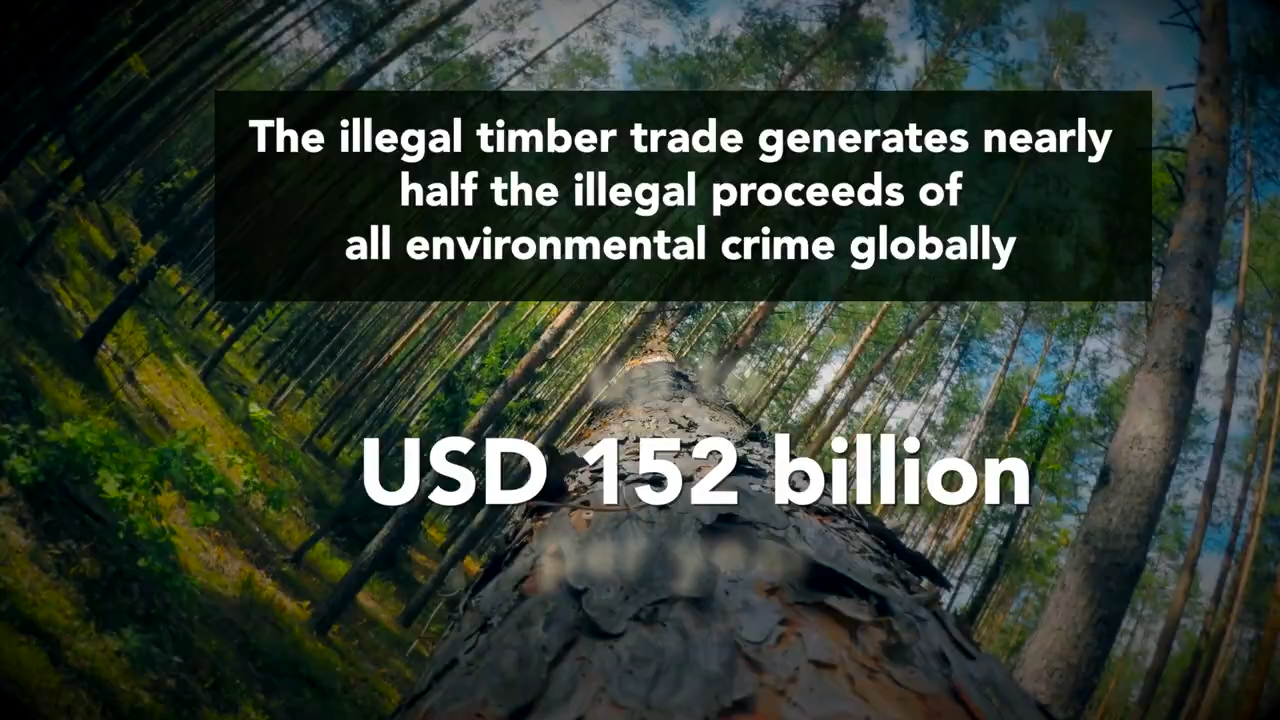 The illegal timber trade generates nearly
half the illegal proceeds of
all environmental crime globally
USD 152 billion